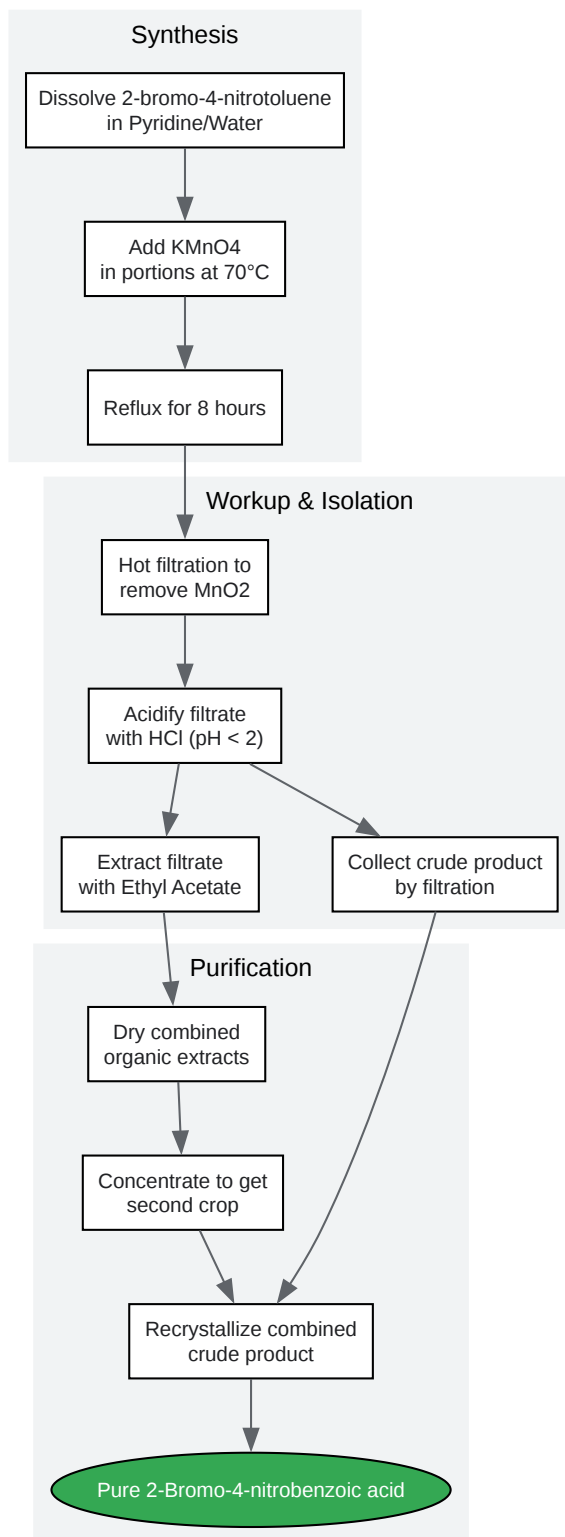 Synthesis
Dissolve 2-bromo-4-nitrotoluene
in Pyridine/Water
Add KMnO4
in portions at 70°C
Reflux for 8 hours
Workup & Isolation
Hot filtration to
remove MnO2
Acidify filtrate
with HCl (pH < 2)
Extract filtrate
with Ethyl Acetate
Collect crude product
by filtration
Purification
Dry combined
organic extracts
Concentrate to get
second crop
Recrystallize combined
crude product
Pure 2-Bromo-4-nitrobenzoic acid